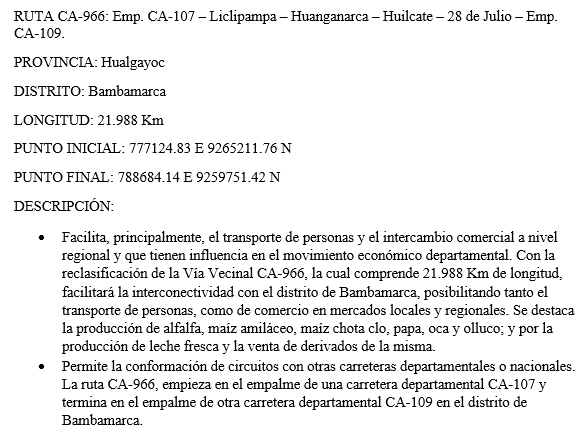 RUTA CA-966: Emp. CA-107 – Liclipampa – Huanganarca – Huilcate – 28 de Julio – Emp.
CA-109.
PROVINCIA: Hualgayoc
DISTRITO: Bambamarca
LONGITUD: 21.988 Km
PUNTO INICIAL: 777124.83 E 9265211.76 N
PUNTO FINAL: 788684.14 E 9259751.42 N
DESCRIPCIÓN:
• Facilita, principalmente, el transporte de personas y el intercambio comercial a nivel
regional y que tienen influencia en el movimiento económico departamental. Con la
reclasificación de la Vía Vecinal CA-966, la cual comprende 21.988 Km de longitud,
facilitará la interconectividad con el distrito de Bambamarca, posibilitando tanto el
transporte de personas, como de comercio en mercados locales y regionales. Se destaca
la producción de alfalfa, maíz amiláceo, maíz chota clo, papa, oca y olluco; y por la
producción de leche fresca y la venta de derivados de la misma.
• Permite la conformación de circuitos con otras carreteras departamentales o nacionales.
La ruta CA-966, empieza en el empalme de una carretera departamental CA-107 y
termina en el empalme de otra carretera departamental CA-109 en el distrito de
Bambamarca.